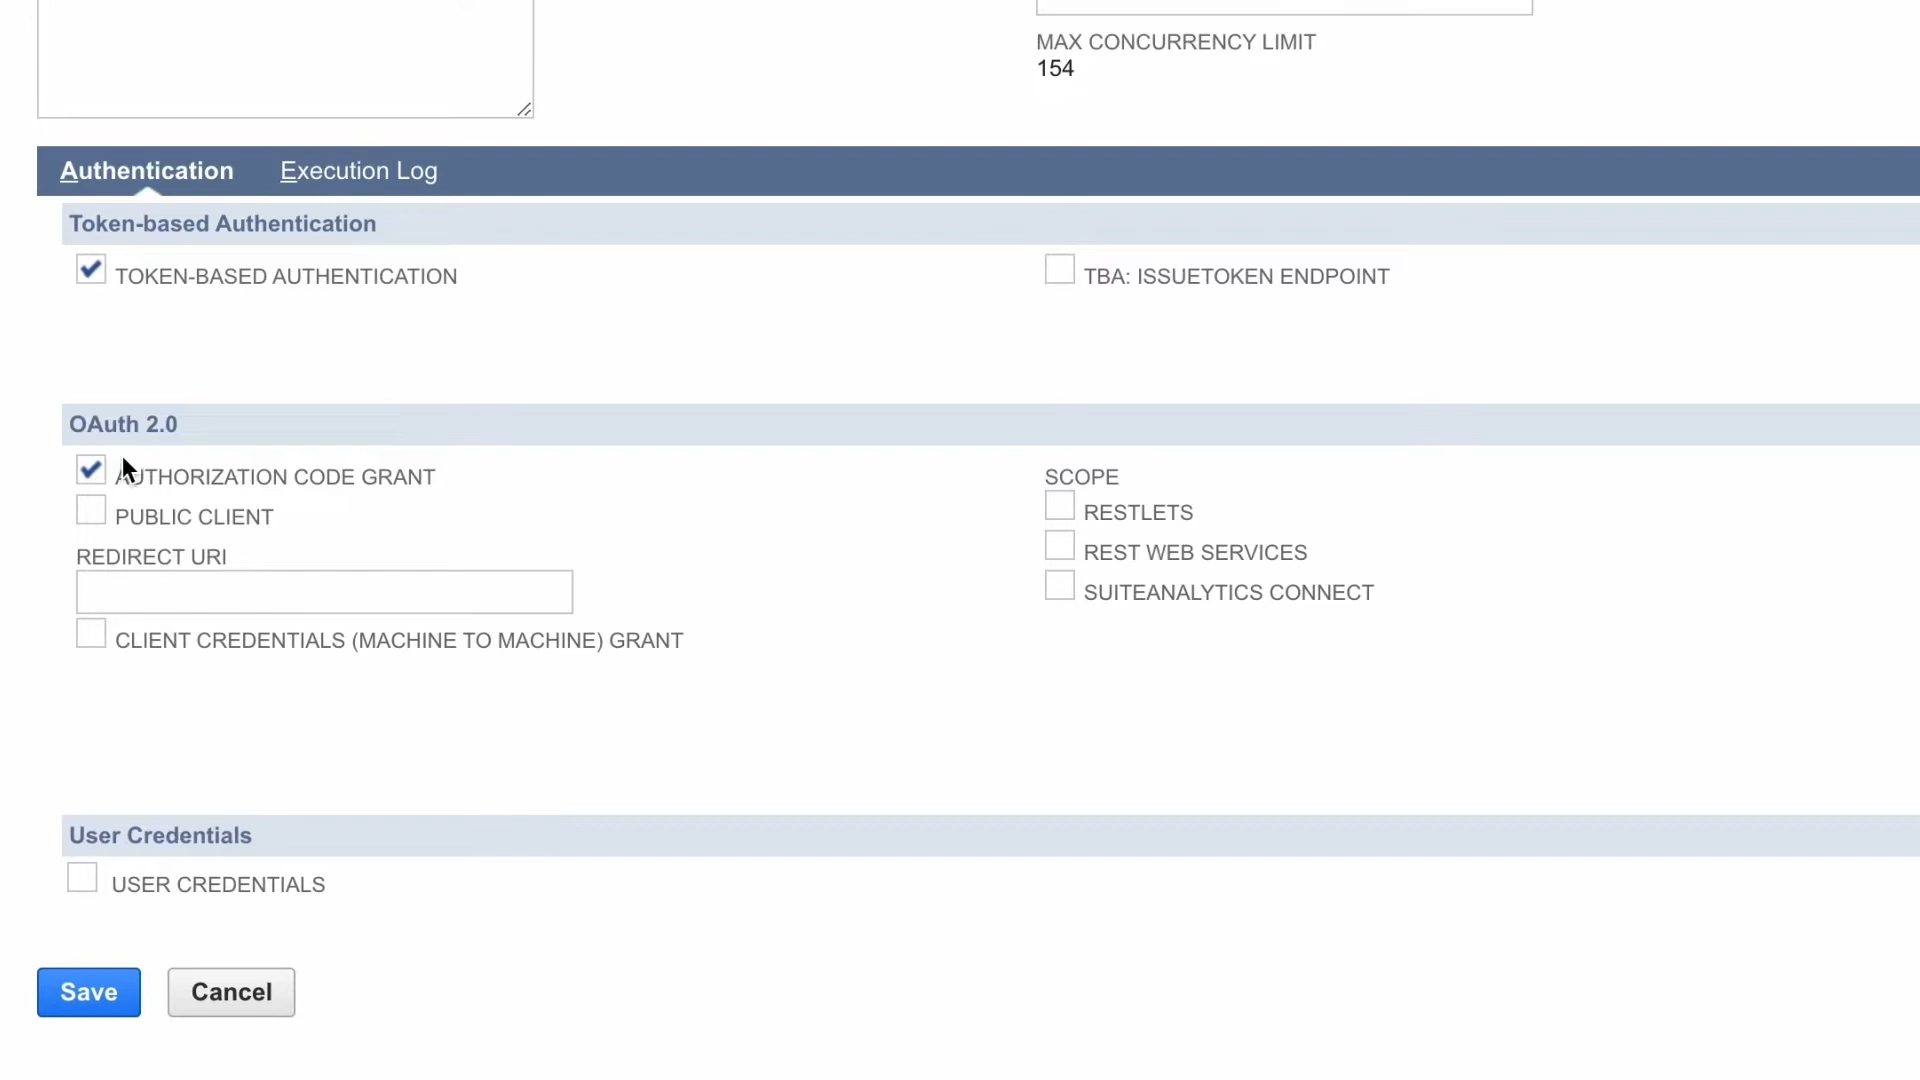 MAX CONCURRENCY LIMIT
154
Authentication Execution Log
Token-based Authentication
TOKEN-BASED AUTHENTICATION TBA: ISSUETOKEN ENDPOINT
OAuth 2.0
AUTHORIZATION CODE GRANT
PUBLIC CLIENT
REDIRECT URI
CLIENT CREDENTIALS (MACHINE TO MACHINE) GRANT
SCOPE
RESTLETS
REST WEB SERVICES
SUITEANALYTICS CONNECT
User Credentials
USER CREDENTIALS
Save Cancel